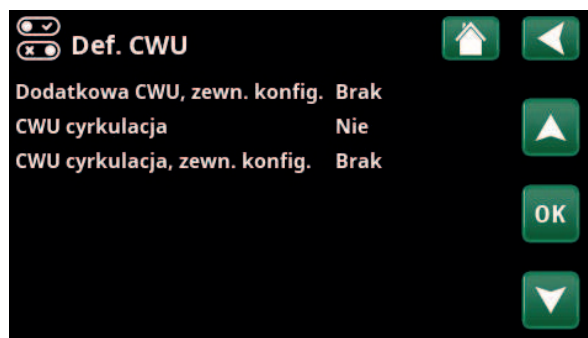 Def. CWU
Dodatkowa CWU, zewn. konfig. Brak
CWU cyrkulacja Nie
CWU cyrkulacja, zewn. konfig. Brak
OK